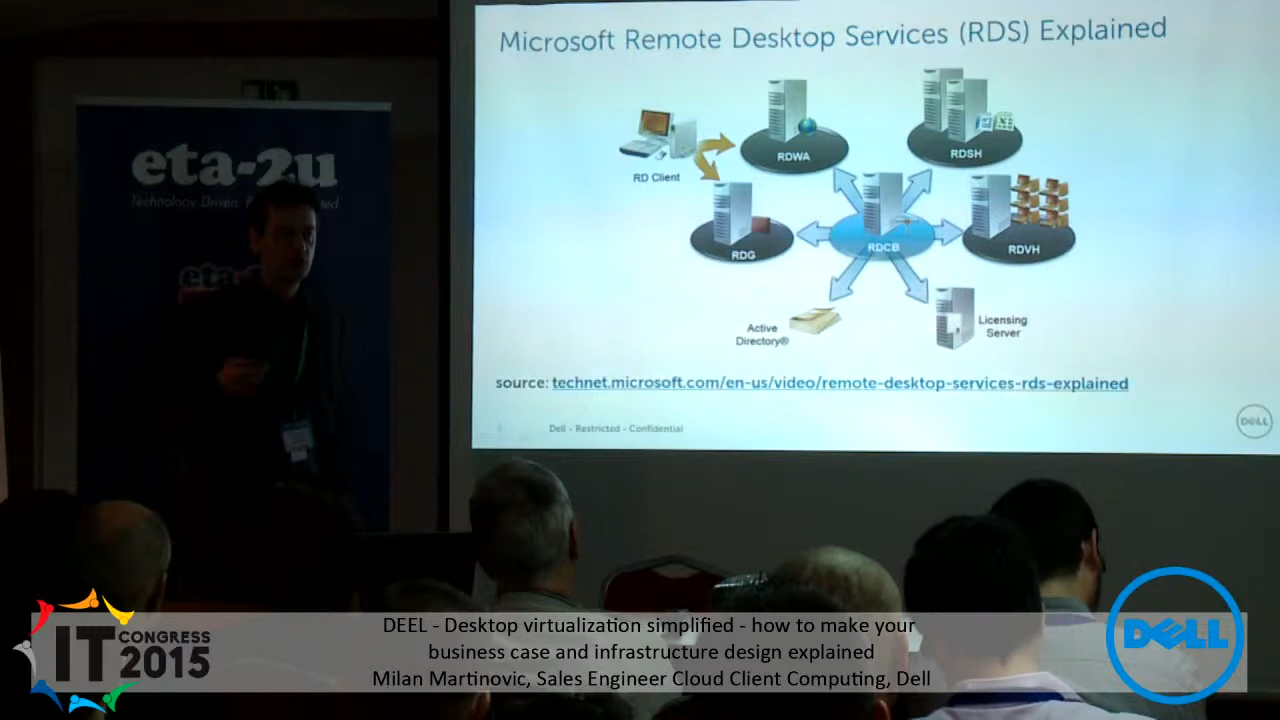 Microsoft Remote Desktop Services (RDS) Explained
RDWA
RDSH
RD Client
RDG
RDCB
RDVH
Active
Directory®
Licensing
Server
source: technet.microsoft.com/en-us/video/remote-desktop-services-rds-explained
Dell - Restricted - Confidential
DELL
eta-2u
Technology Driven
eta-
IT CONGRESS
2015
DEEL - Desktop virtualization simplified - how to make your
business case and infrastructure design explained
Milan Martinovic, Sales Engineer Cloud Client Computing, Dell
DELL